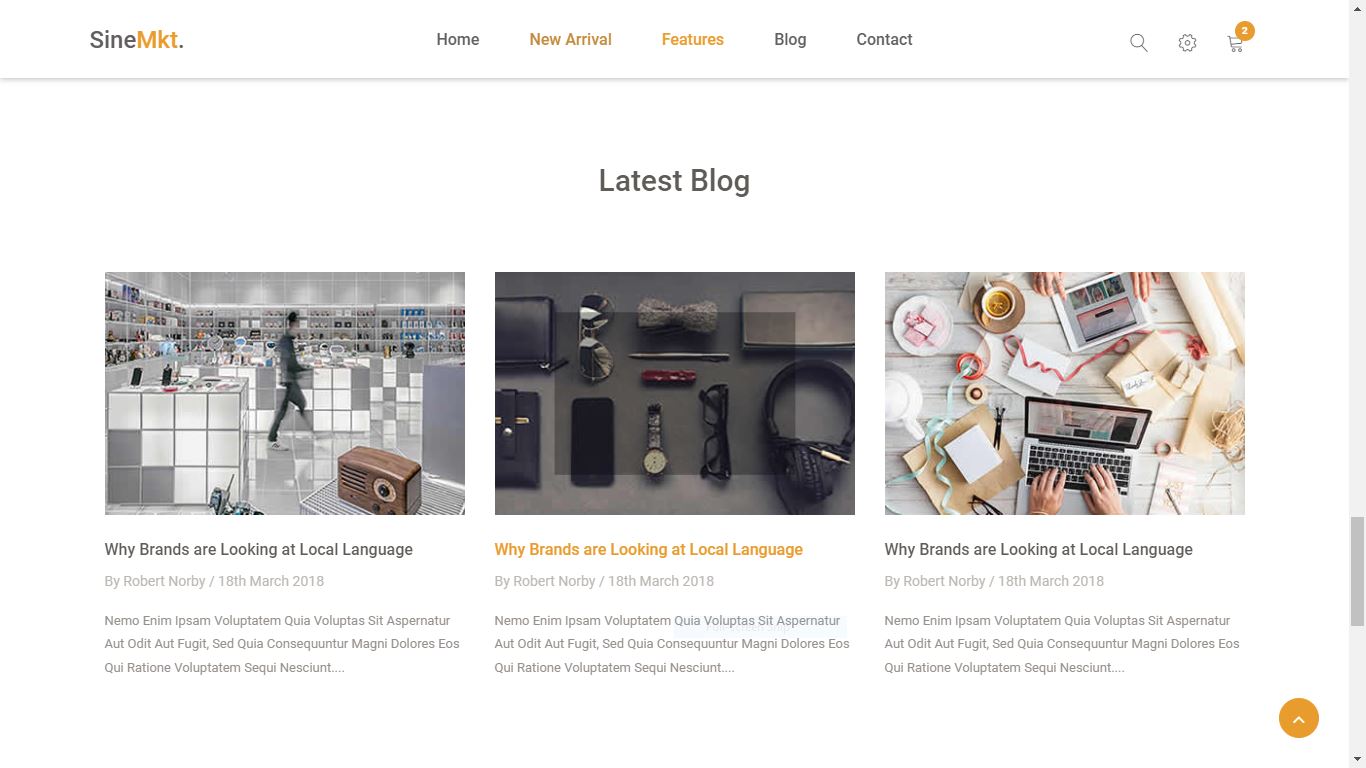 SineMkt.
Home
New Arrival
Features
Blog
Contact
2
Latest Blog
Why Brands are Looking at Local Language
By Robert Norby / 18th March 2018
Nemo Enim Ipsam Voluptatem Quia Voluptas Sit Aspernatur
Aut Odit Aut Fugit, Sed Quia Consequuntur Magni Dolores Eos
Qui Ratione Voluptatem Sequi Nesciunt....
Why Brands are Looking at Local Language
By Robert Norby / 18th March 2018
Nemo Enim Ipsam Voluptatem Quia Voluptas Sit Aspernatur
Aut Odit Aut Fugit, Sed Quia Consequuntur Magni Dolores Eos
Qui Ratione Voluptatem Sequi Nesciunt....
Why Brands are Looking at Local Language
By Robert Norby / 18th March 2018
Nemo Enim Ipsam Voluptatem Quia Voluptas Sit Aspernatur
Aut Odit Aut Fugit, Sed Quia Consequuntur Magni Dolores Eos
Qui Ratione Voluptatem Sequi Nesciunt....